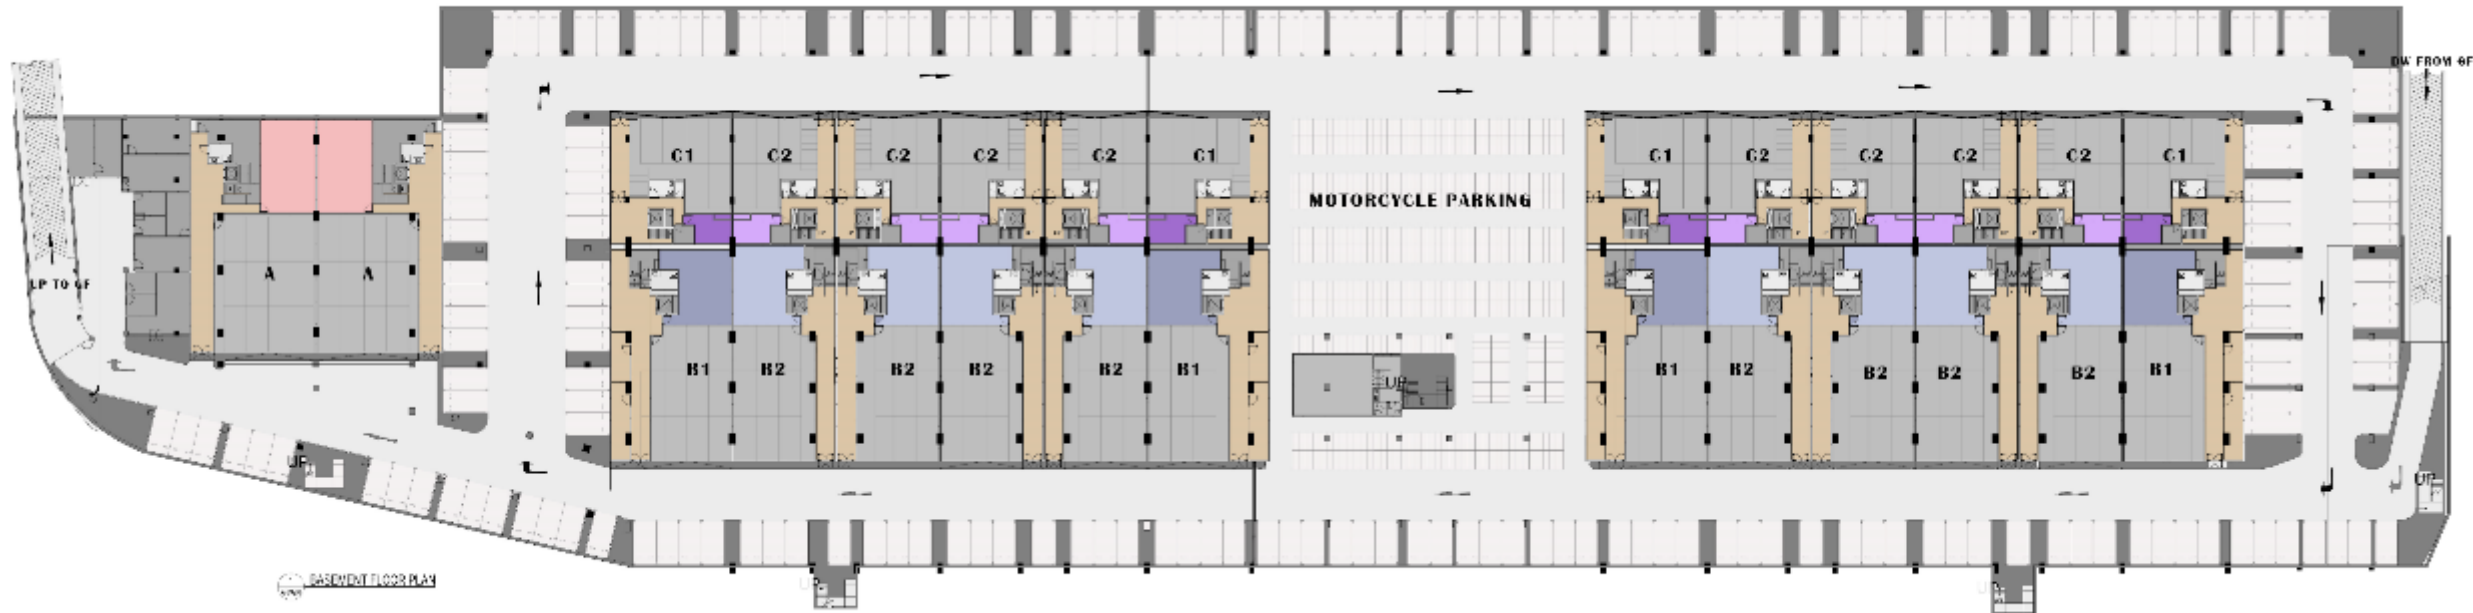 DW FROM GF
C1 C2 C2 C2 C2 C1 C1 C2 C2 C2 C2 C1
MOTORCYCLE PARKING
A A
UP TO GF
B1 B2 B2 B2 B2 B1 B1 B2 B2 B2 B2 B1
UP
UP
UP
BASEMENT FLOOR PLAN
UP
UP